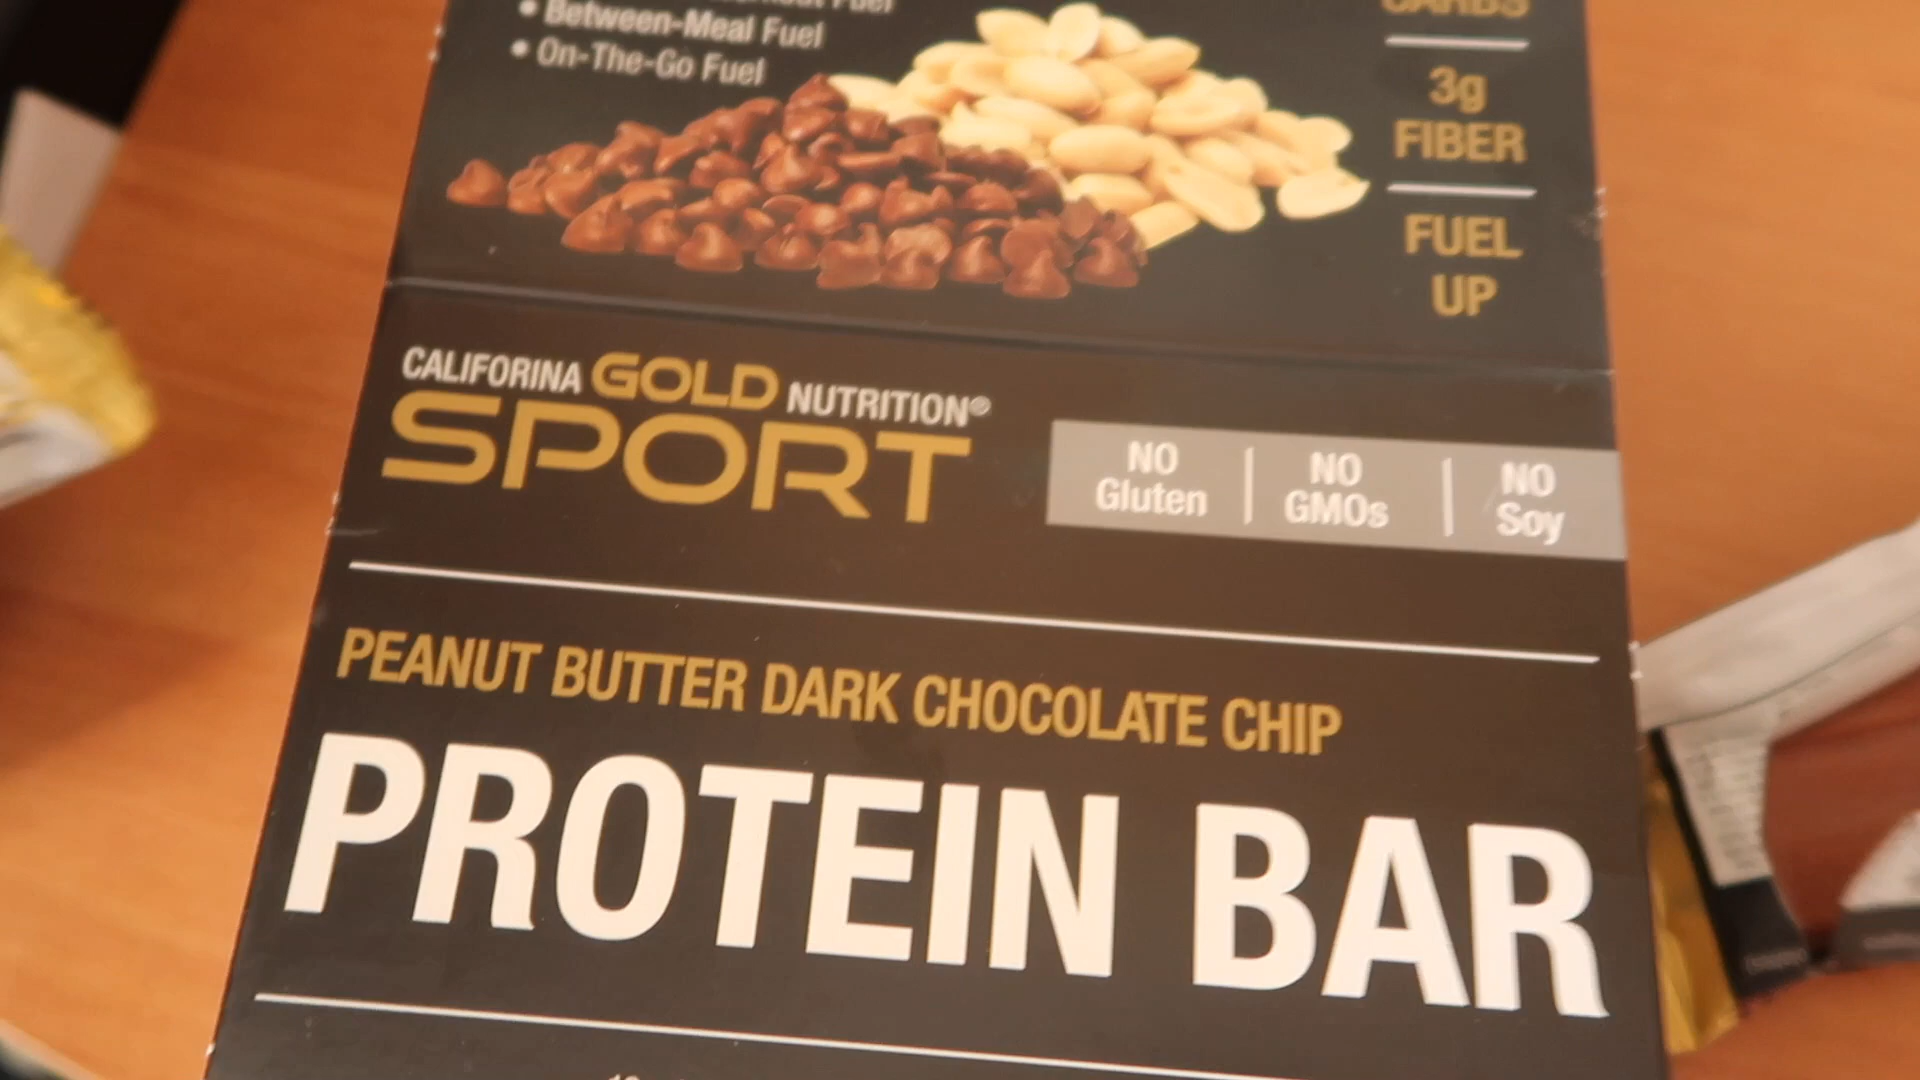 • Between-Meal Fuel
• On-The-Go Fuel
CARBS
3g
FIBER
FUEL
UP
CALIFORINA GOLD NUTRITION®
SPORT
NO Gluten
NO GMOs
NO Soy
PEANUT BUTTER DARK CHOCOLATE CHIP
PROTEIN BAR